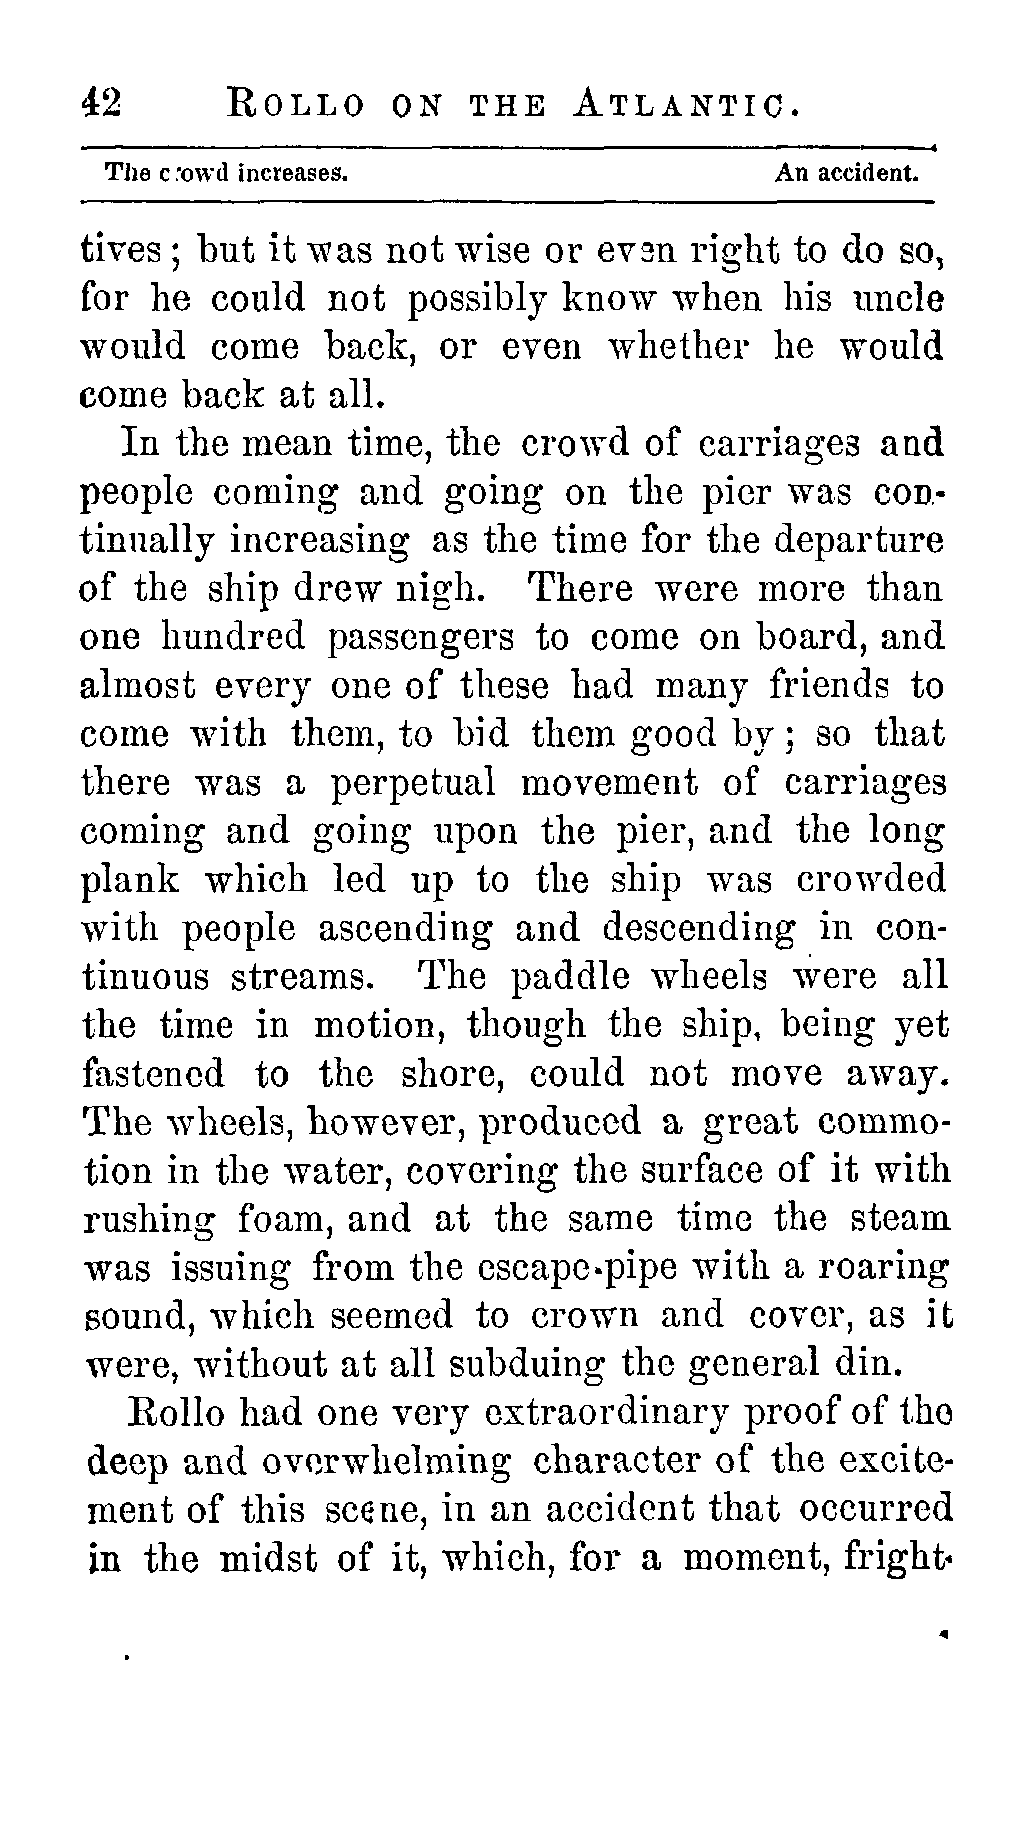 42 ROLLO ON THE ATLANTIC.
The crowd increases. An accident.
tives; but it was not wise or even right to do so,
for he could not possibly know when his uncle
would come back, or even whether he would
come back at all.
In the mean time, the crowd of carriages and
people coming and going on the pier was con-
tinually increasing as the time for the departure
of the ship drew nigh. There were more than
one hundred passengers to come on board, and
almost every one of these had many friends to
come with them, to bid them good by; so that
there was a perpetual movement of carriages
coming and going upon the pier, and the long
plank which led up to the ship was crowded
with people ascending and descending in con-
tinuous streams. The paddle wheels were all
the time in motion, though the ship, being yet
fastened to the shore, could not move away.
The wheels, however, produced a great commo-
tion in the water, covering the surface of it with
rushing foam, and at the same time the steam
was issuing from the escape-pipe with a roaring
sound, which seemed to crown and cover, as it
were, without at all subduing the general din.
Rollo had one very extraordinary proof of the
deep and overwhelming character of the excite-
ment of this scene, in an accident that occurred
in the midst of it, which, for a moment, fright-